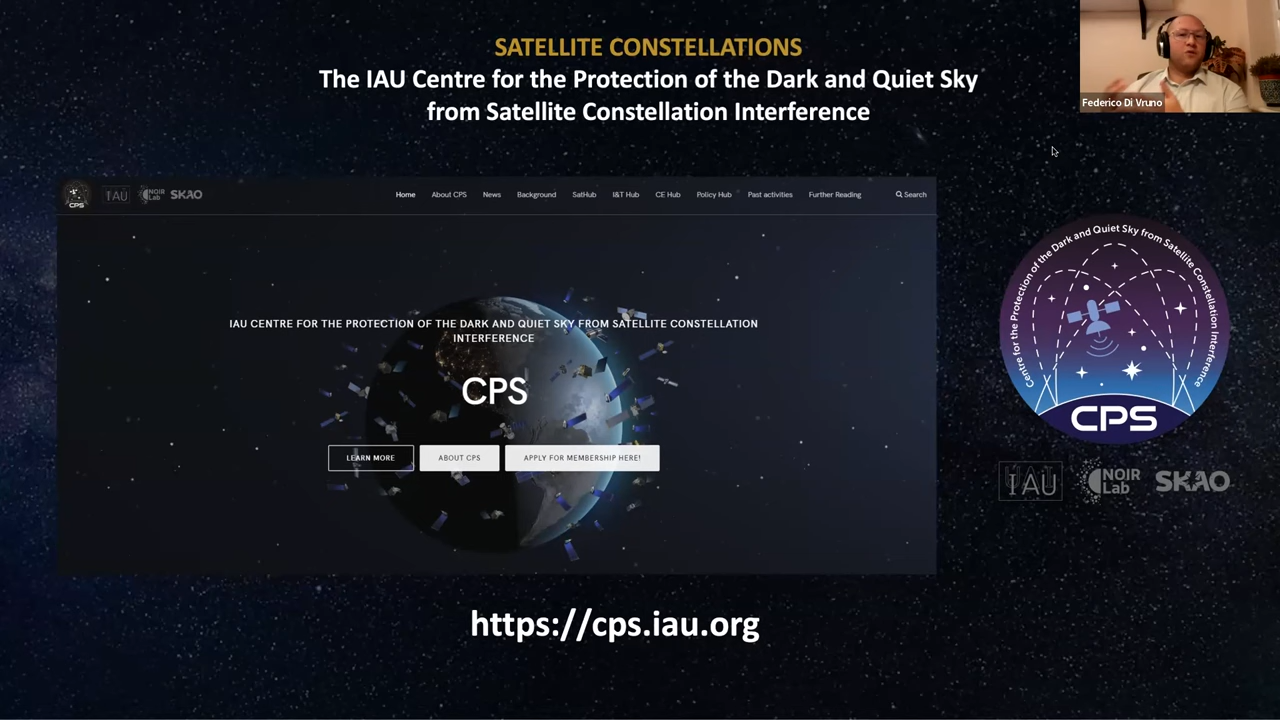 SATELLITE CONSTELLATIONS
The IAU Centre for the Protection of the Dark and Quiet Sky
from Satellite Constellation Interference
Federico Di Vruno
CPS IAU NOIR Lab SKAO Home About CPS News Background SatHub I&T Hub CE Hub Policy Hub Past activities Further Reading Search
IAU CENTRE FOR THE PROTECTION OF THE DARK AND QUIET SKY FROM SATELLITE CONSTELLATION
INTERFERENCE
CPS
LEARN MORE ABOUT CPS APPLY FOR MEMBERSHIP HERE!
Centre for the Protection of the Dark and Quiet Sky from Satellite Constellation Interference
CPS
IAU NOIR Lab SKAO
https://cps.iau.org